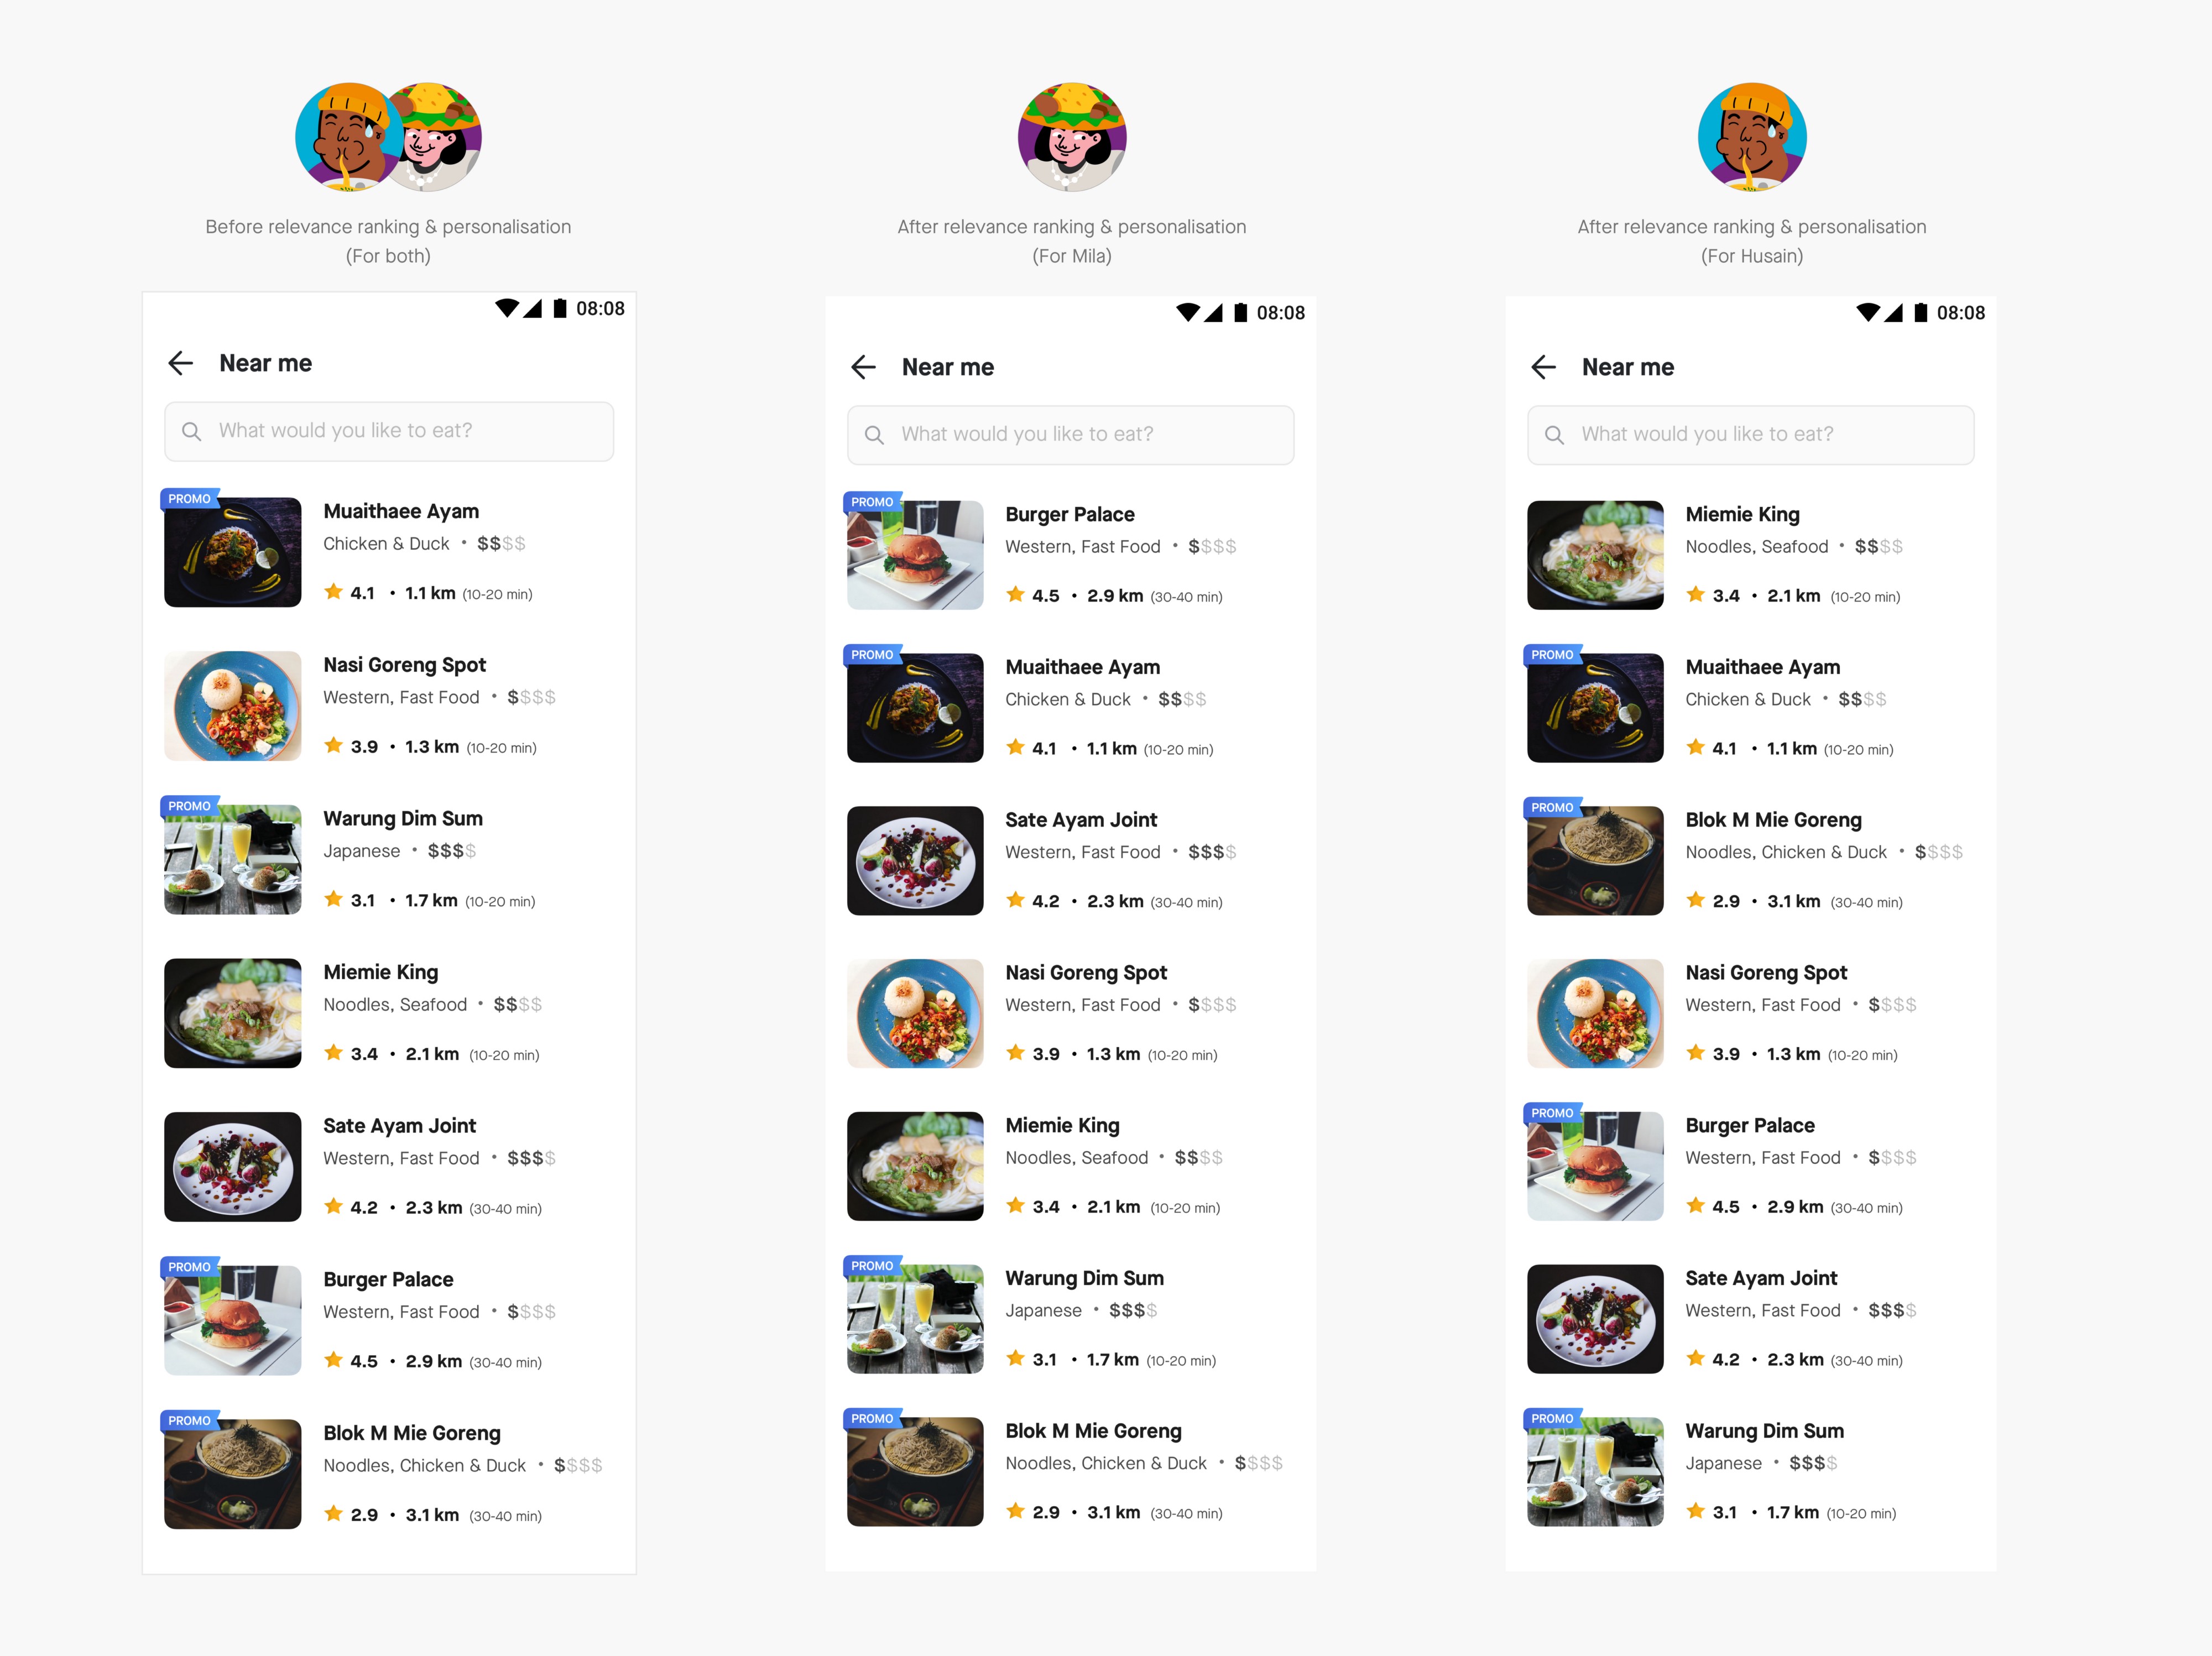 Before relevance ranking & personalisation
(For both)
08:08
Near me
What would you like to eat?
PROMO
Muaithaee Ayam
Chicken & Duck • $$$$
4.1 • 1.1 km (10-20 min)
Nasi Goreng Spot
Western, Fast Food • $$$$
3.9 • 1.3 km (10-20 min)
PROMO
Warung Dim Sum
Japanese • $$$$
3.1 • 1.7 km (10-20 min)
Miemie King
Noodles, Seafood • $$$$
3.4 • 2.1 km (10-20 min)
Sate Ayam Joint
Western, Fast Food • $$$$
4.2 • 2.3 km (30-40 min)
PROMO
Burger Palace
Western, Fast Food • $$$$
4.5 • 2.9 km (30-40 min)
PROMO
Blok M Mie Goreng
Noodles, Chicken & Duck • $$$$
2.9 • 3.1 km (30-40 min)
After relevance ranking & personalisation
(For Mila)
08:08
Near me
What would you like to eat?
PROMO
Burger Palace
Western, Fast Food • $$$$
4.5 • 2.9 km (30-40 min)
PROMO
Muaithaee Ayam
Chicken & Duck • $$$$
4.1 • 1.1 km (10-20 min)
Sate Ayam Joint
Western, Fast Food • $$$$
4.2 • 2.3 km (30-40 min)
Nasi Goreng Spot
Western, Fast Food • $$$$
3.9 • 1.3 km (10-20 min)
Miemie King
Noodles, Seafood • $$$$
3.4 • 2.1 km (10-20 min)
PROMO
Warung Dim Sum
Japanese • $$$$
3.1 • 1.7 km (10-20 min)
PROMO
Blok M Mie Goreng
Noodles, Chicken & Duck • $$$$
2.9 • 3.1 km (30-40 min)
After relevance ranking & personalisation
(For Husain)
08:08
Near me
What would you like to eat?
Miemie King
Noodles, Seafood • $$$$
3.4 • 2.1 km (10-20 min)
PROMO
Muaithaee Ayam
Chicken & Duck • $$$$
4.1 • 1.1 km (10-20 min)
PROMO
Blok M Mie Goreng
Noodles, Chicken & Duck • $$$$
2.9 • 3.1 km (30-40 min)
Nasi Goreng Spot
Western, Fast Food • $$$$
3.9 • 1.3 km (10-20 min)
PROMO
Burger Palace
Western, Fast Food • $$$$
4.5 • 2.9 km (30-40 min)
Sate Ayam Joint
Western, Fast Food • $$$$
4.2 • 2.3 km (30-40 min)
PROMO
Warung Dim Sum
Japanese • $$$$
3.1 • 1.7 km (10-20 min)